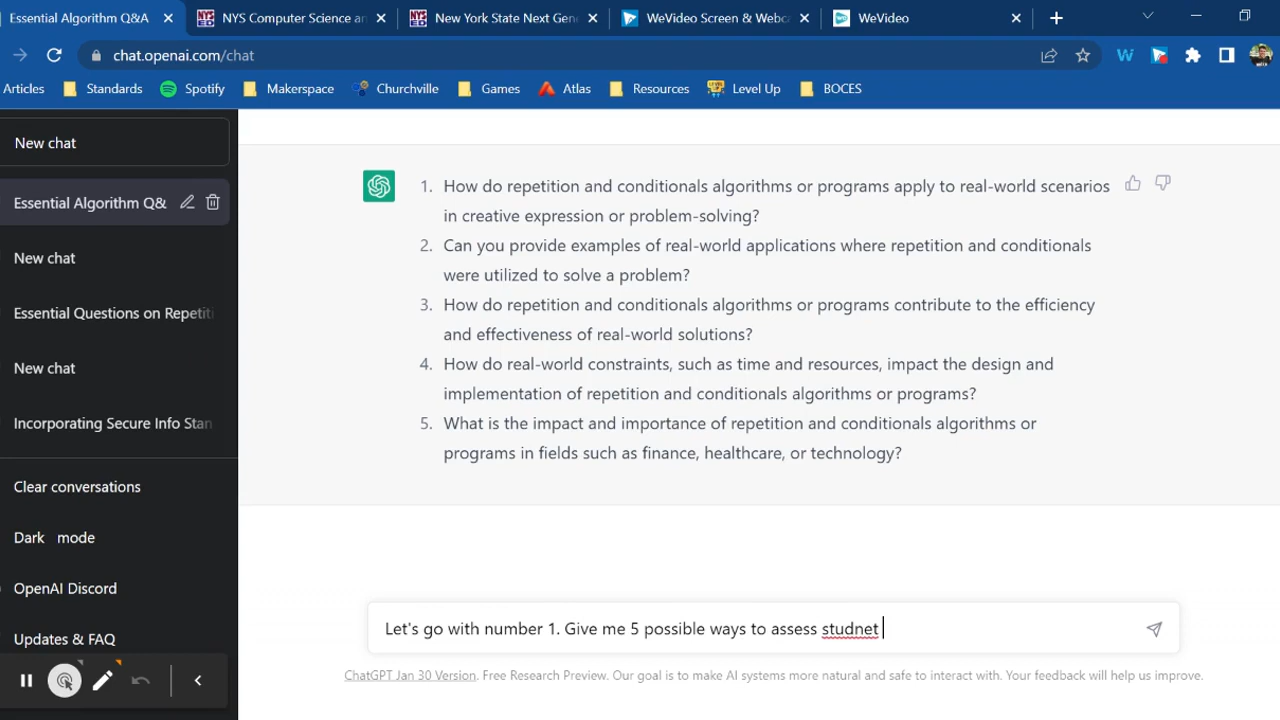 Essential Algorithm Q&A
NYS Computer Science an
New York State Next Gene
WeVideo Screen & Webca
WeVideo
chat.openai.com/chat
Articles
Standards
Spotify
Makerspace
Churchville
Games
Atlas
Resources
Level Up
BOCES
New chat
Essential Algorithm Q&
New chat
Essential Questions on Repetiti
New chat
Incorporating Secure Info Stan
Clear conversations
Dark mode
OpenAI Discord
Updates & FAQ
1. How do repetition and conditionals algorithms or programs apply to real-world scenarios
in creative expression or problem-solving?
2. Can you provide examples of real-world applications where repetition and conditionals
were utilized to solve a problem?
3. How do repetition and conditionals algorithms or programs contribute to the efficiency
and effectiveness of real-world solutions?
4. How do real-world constraints, such as time and resources, impact the design and
implementation of repetition and conditionals algorithms or programs?
5. What is the impact and importance of repetition and conditionals algorithms or
programs in fields such as finance, healthcare, or technology?
Let's go with number 1. Give me 5 possible ways to assess studnet
ChatGPT Jan 30 Version. Free Research Preview. Our goal is to make AI systems more natural and safe to interact with. Your feedback will help us improve.